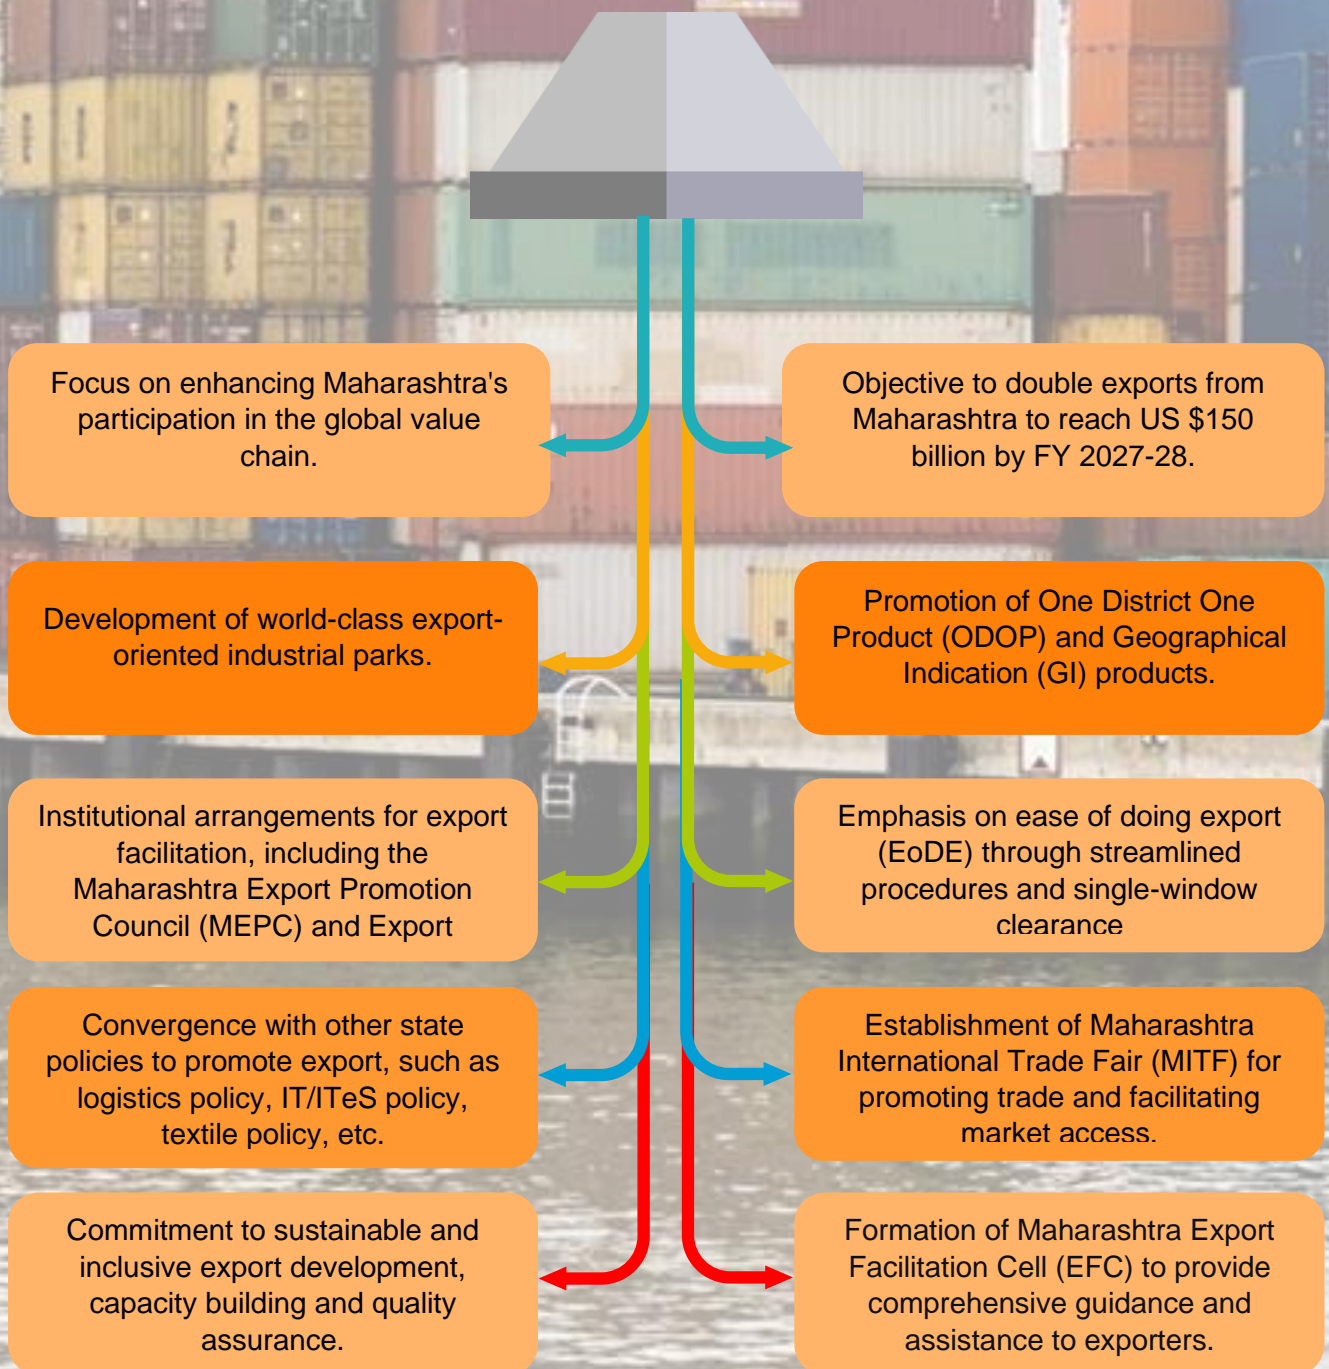 Focus on enhancing Maharashtra's
participation in the global value
chain.
Objective to double exports from
Maharashtra to reach US $150
billion by FY 2027-28.
Development of world-class export-
oriented industrial parks.
Promotion of One District One
Product (ODOP) and Geographical
Indication (GI) products.
Institutional arrangements for export
facilitation, including the
Maharashtra Export Promotion
Council (MEPC) and Export
Emphasis on ease of doing export
(EoDE) through streamlined
procedures and single-window
clearance
Convergence with other state
policies to promote export, such as
logistics policy, IT/ITeS policy,
textile policy, etc.
Establishment of Maharashtra
International Trade Fair (MITF) for
promoting trade and facilitating
market access.
Commitment to sustainable and
inclusive export development,
capacity building and quality
assurance.
Formation of Maharashtra Export
Facilitation Cell (EFC) to provide
comprehensive guidance and
assistance to exporters.